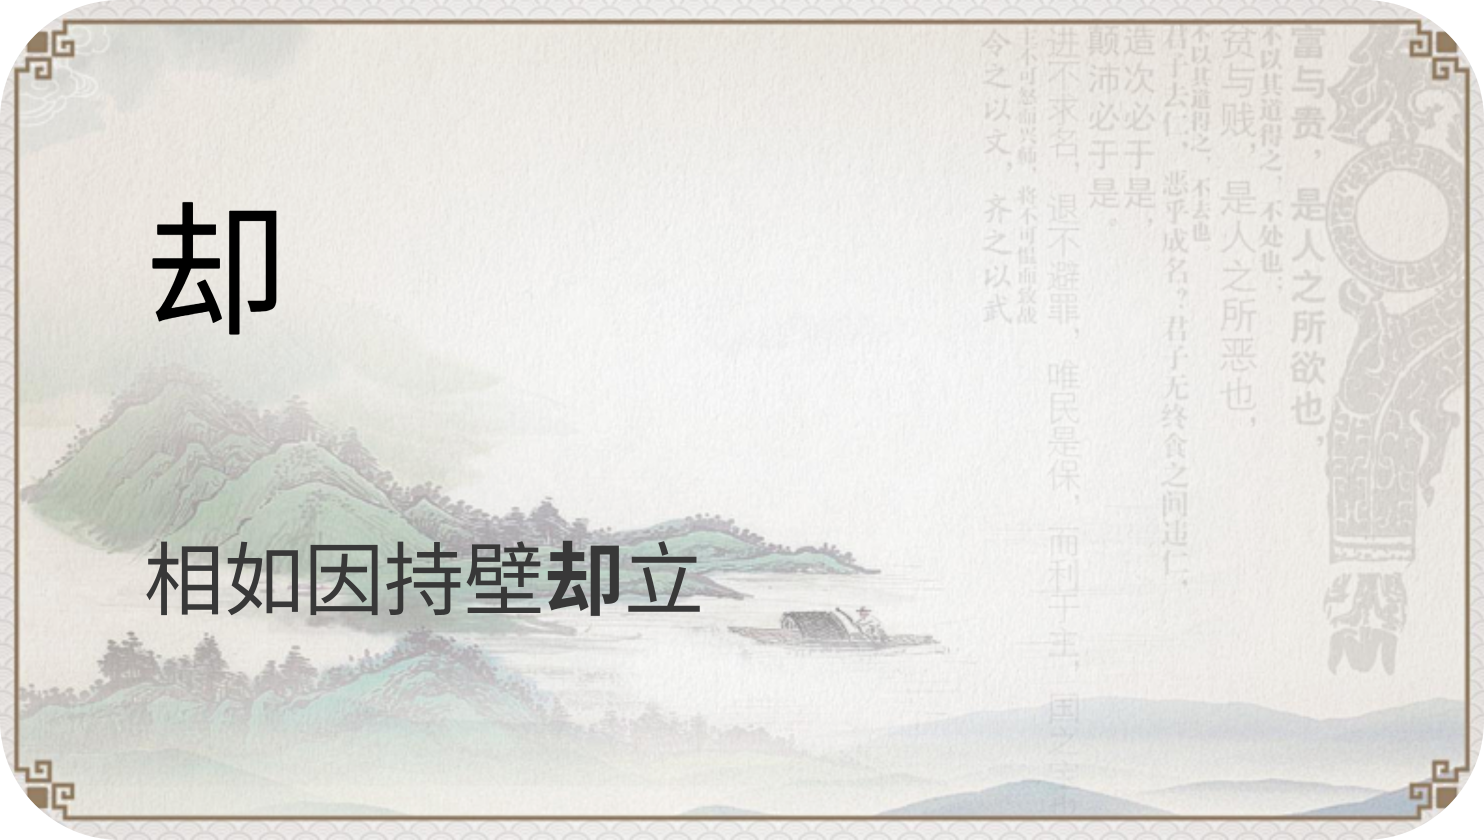 却
相如因持壁却立
富与贵，是人之所欲也，
不以其道得之，不处也；
贫与贱，是人之所恶也，
不以其道得之，不去也
君子去仁，恶乎成名？君子无终食之间违仁，
造次必于是，
颠沛必于是。
进不求名，退不避罪，唯民是保，而利于主，国之
主不可怒而兴师，将不可愠而致战
令之以文，齐之以武